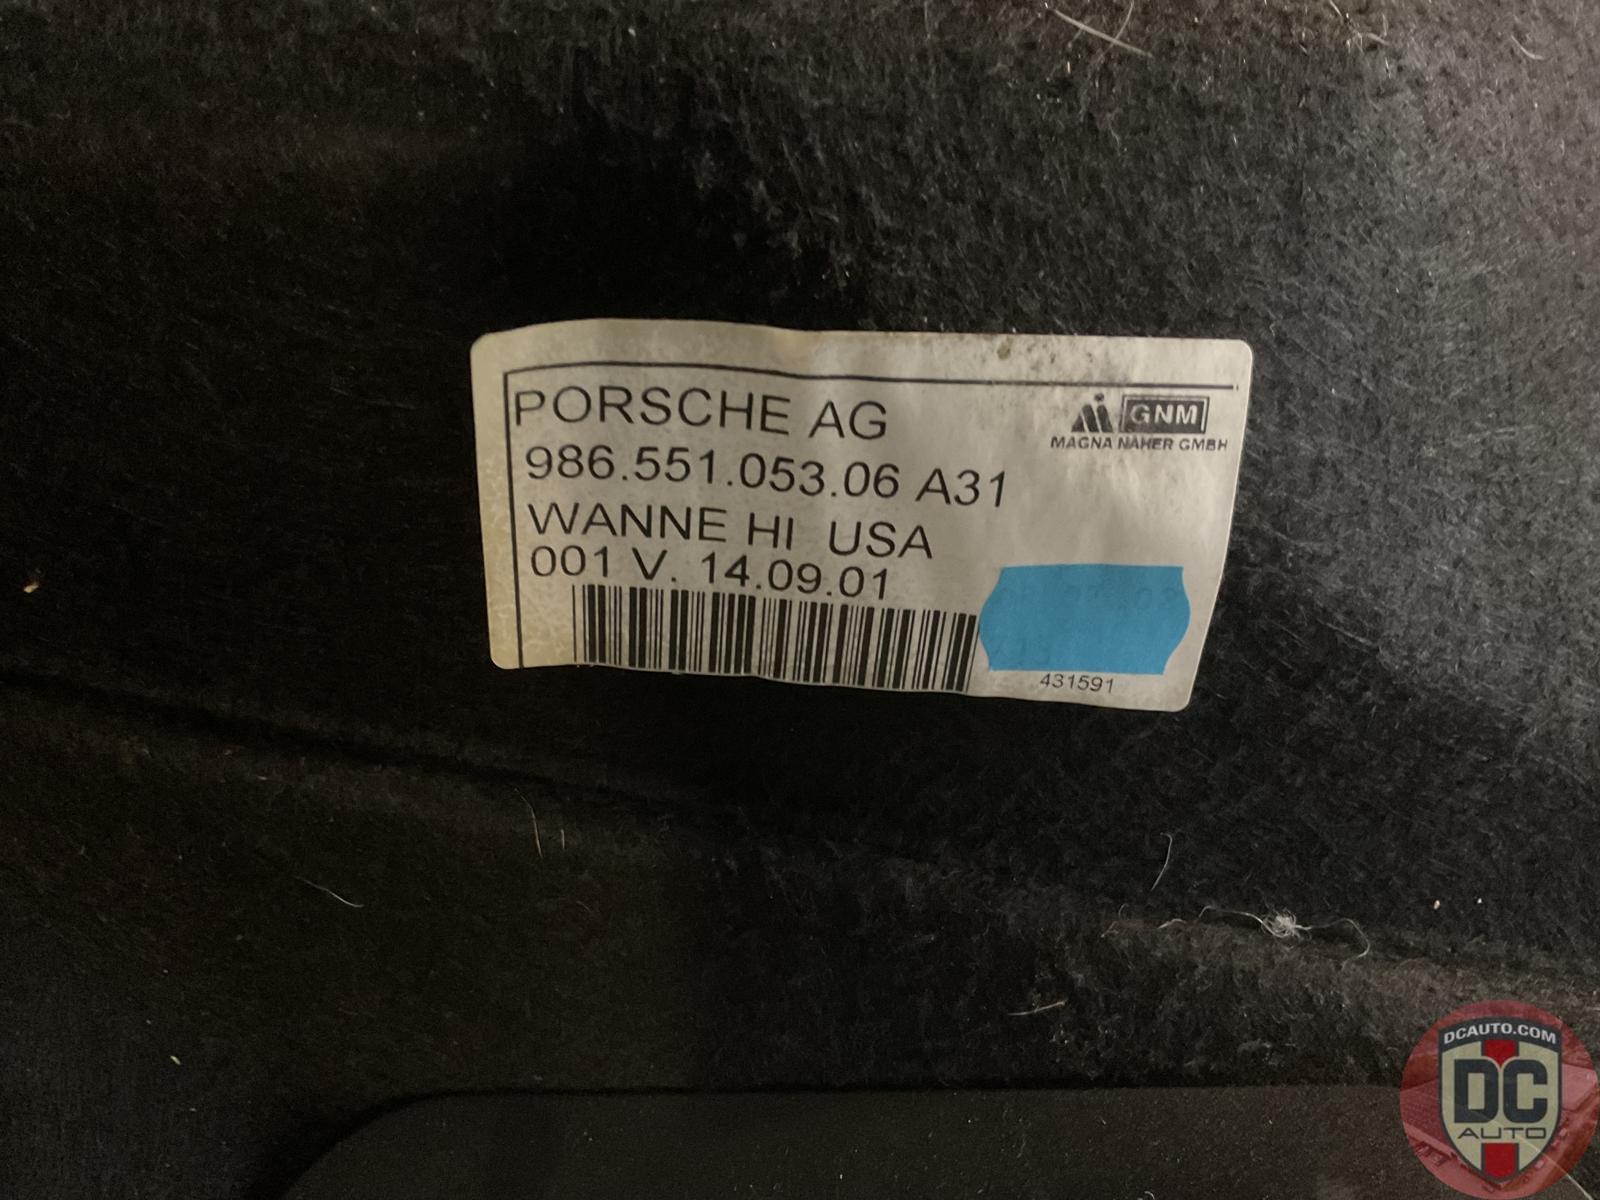 PORSCHE AG
GNM
MAGNA NAHER GMBH
986.551.053.06 A31
WANNE HI USA
001 V. 14.09.01
431591
DCAUTO.COM
DC
AUTO